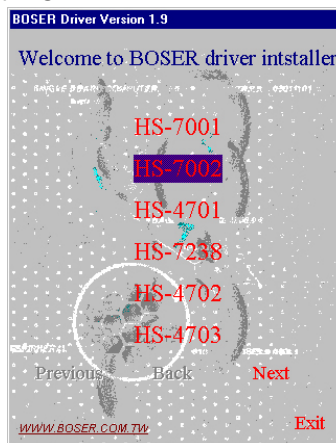 BOSER Driver Version 1.9
Welcome to BOSER driver intstaller
HS-7001
HS-7002
HS-4701
HS-7238
HS-4702
HS-4703
Previous Back Next
WWW.BOSER.COM.TW Exit